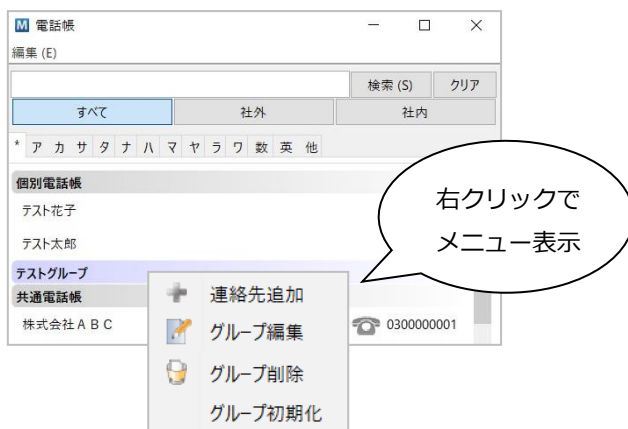 M 電話帳
編集 (E)
検索 (S) クリア
すべて 社外 社内
* ア カ サ タ ナ ハ マ ヤ ラ ワ 数 英 他
個別電話帳
テスト花子
テスト太郎
テストグループ
共通電話帳
株式会社ＡＢＣ 0300000001
右クリックで
メニュー表示
連絡先追加
グループ編集
グループ削除
グループ初期化